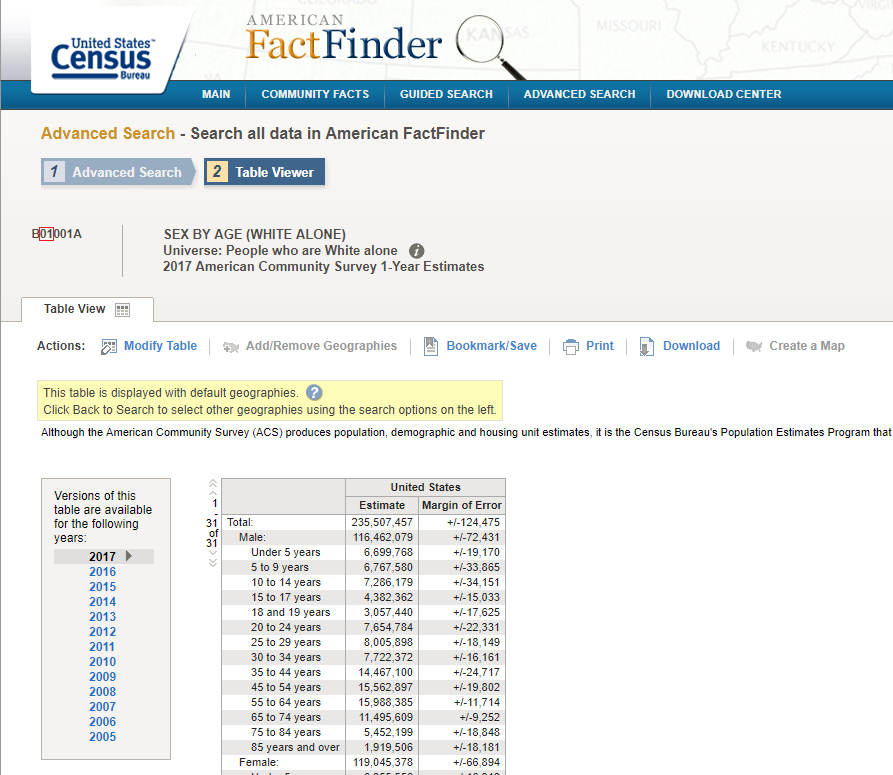 COLORADO
KANSAS
MISSOURI
KENTUCKY
United States™
Census
Bureau
AMERICAN
FactFinder
MAIN COMMUNITY FACTS GUIDED SEARCH ADVANCED SEARCH DOWNLOAD CENTER
Advanced Search - Search all data in American FactFinder
1 Advanced Search 2 Table Viewer
B01001A
SEX BY AGE (WHITE ALONE)
Universe: People who are White alone i
2017 American Community Survey 1-Year Estimates
Table View
Actions: Modify Table Add/Remove Geographies Bookmark/Save Print Download Create a Map
This table is displayed with default geographies. ?
Click Back to Search to select other geographies using the search options on the left.
Although the American Community Survey (ACS) produces population, demographic and housing unit estimates, it is the Census Bureau's Population Estimates Program that
Versions of this
table are available
for the following
years:
2017
2016
2015
2014
2013
2012
2011
2010
2009
2008
2007
2006
2005
1
-
31
of
31
United States
Estimate Margin of Error
Total: 235,507,457 +/-124,475
Male: 116,462,079 +/-72,431
Under 5 years 6,699,768 +/-19,170
5 to 9 years 6,767,580 +/-33,865
10 to 14 years 7,286,179 +/-34,151
15 to 17 years 4,382,362 +/-15,033
18 and 19 years 3,057,440 +/-17,625
20 to 24 years 7,654,784 +/-22,331
25 to 29 years 8,005,898 +/-18,149
30 to 34 years 7,722,372 +/-16,161
35 to 44 years 14,467,100 +/-24,717
45 to 54 years 15,562,897 +/-19,802
55 to 64 years 15,988,385 +/-11,714
65 to 74 years 11,495,609 +/-9,252
75 to 84 years 5,452,199 +/-18,848
85 years and over 1,919,506 +/-18,181
Female: 119,045,378 +/-66,894